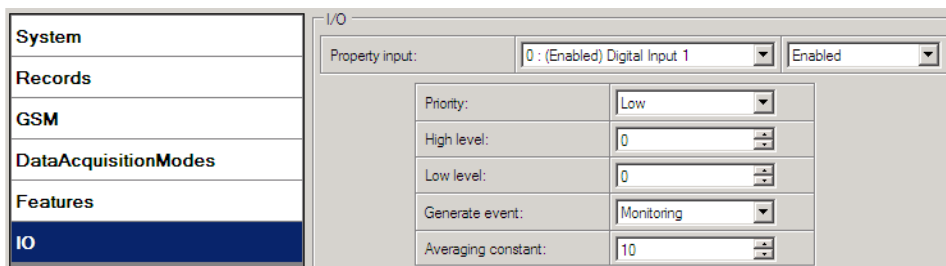 System
Records
GSM
DataAcquisitionModes
Features
IO
I/O
Property input: 0 : (Enabled) Digital Input 1 Enabled
Priority: Low
High level: 0
Low level: 0
Generate event: Monitoring
Averaging constant: 10